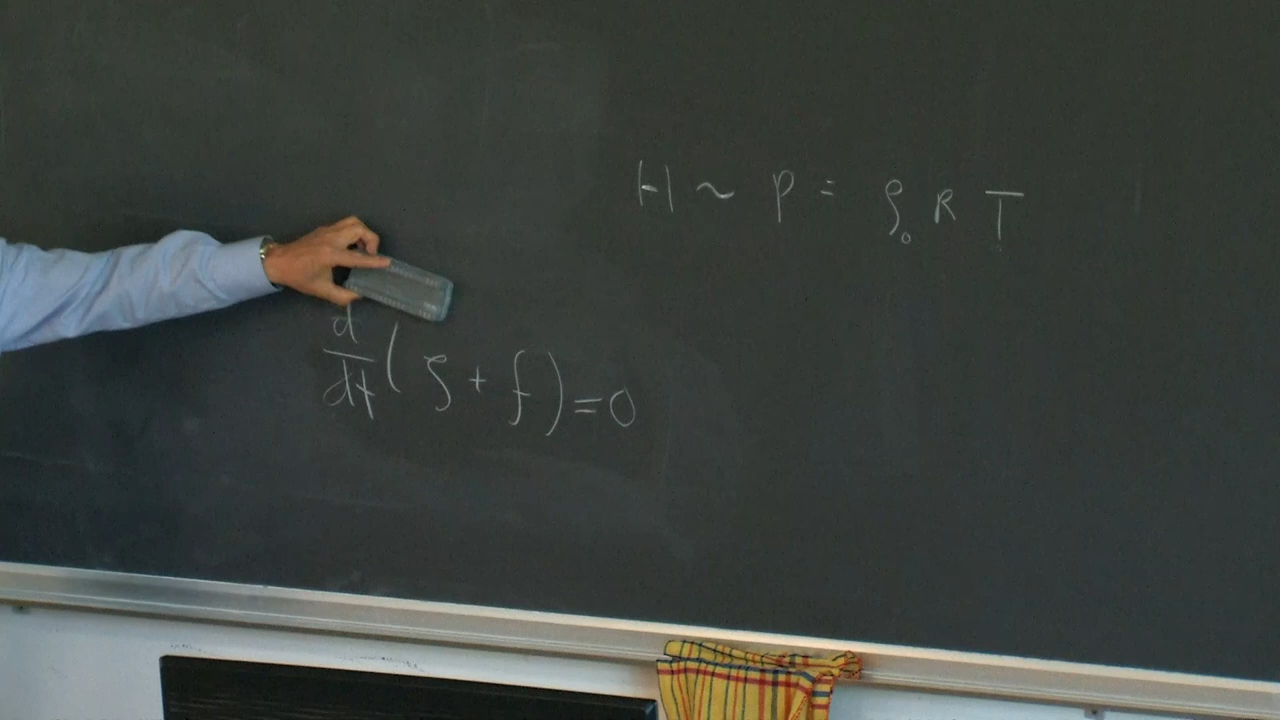 H ~ p = ρ₀ R T
d/dt (ζ + f) = 0